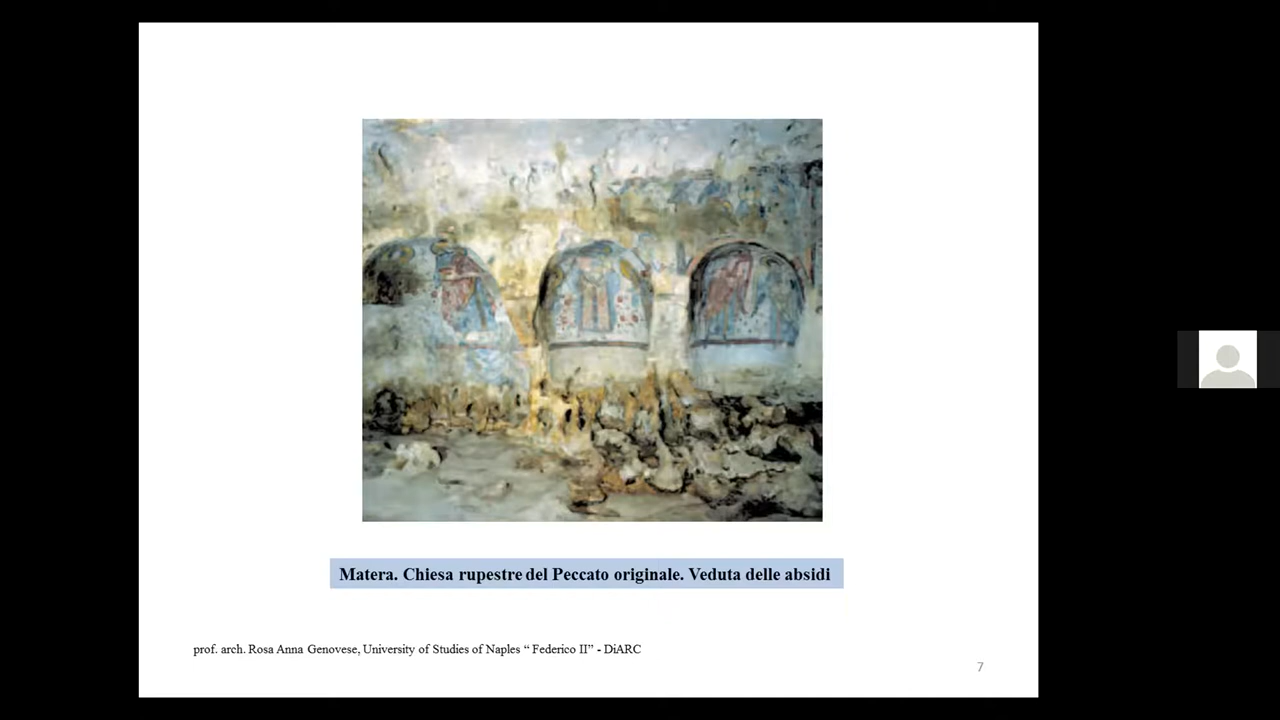 Matera. Chiesa rupestre del Peccato originale. Veduta delle absidi
prof. arch. Rosa Anna Genovese, University of Studies of Naples “ Federico II” - DiARC
7